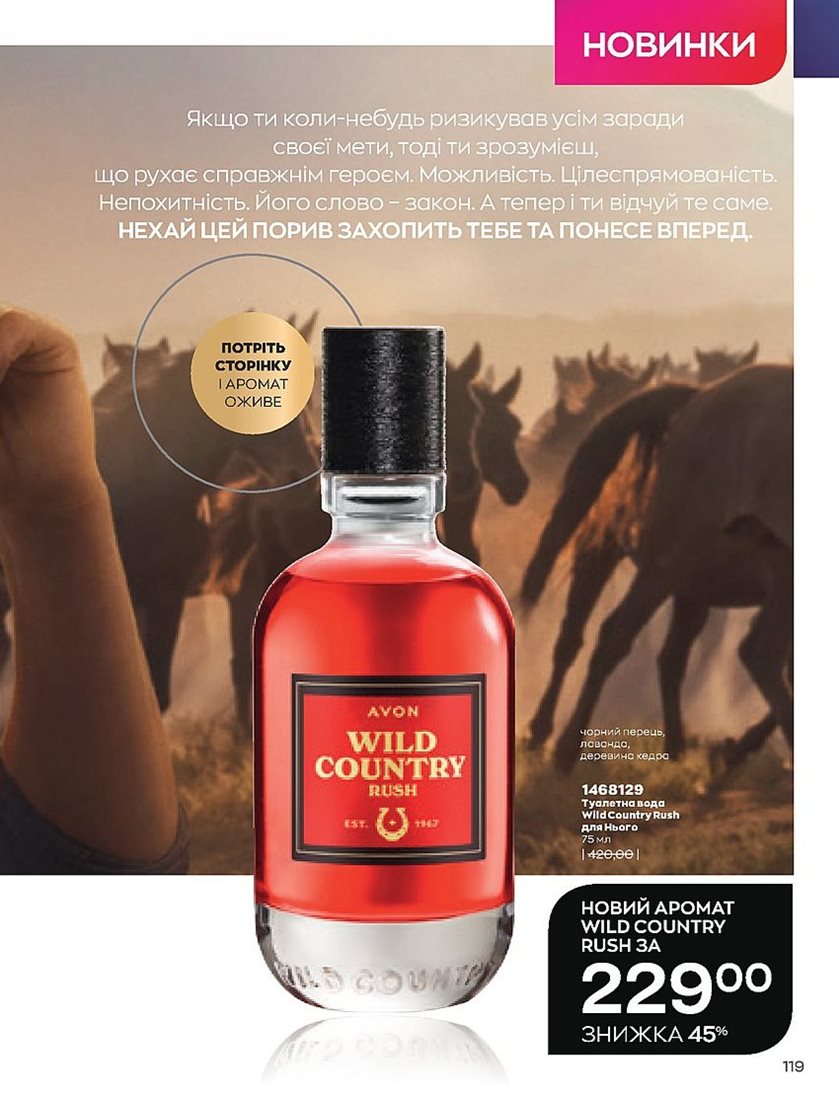 НОВИНКИ
Якщо ти коли-небудь ризикував усім заради
своєї мети, тоді ти зрозумієш,
що рухає справжнім героєм. Можливість. Цілеспрямованість.
Непохитність. Його слово – закон. А тепер і ти відчуй те саме.
НЕХАЙ ЦЕЙ ПОРИВ ЗАХОПИТЬ ТЕБЕ ТА ПОНЕСЕ ВПЕРЕД.
ПОТРІТЬ
СТОРІНКУ
І АРОМАТ
ОЖИВЕ
AVON
WILD
COUNTRY
RUSH
EST. 1967
WILD COUNTR
чорний перець,
лаванда,
деревина кедра
1468129
Туалетна вода
Wild Country Rush
для Нього
75 мл
| 420,00 |
НОВИЙ АРОМАТ
WILD COUNTRY
RUSH ЗА
229⁰⁰
ЗНИЖКА 45%
119